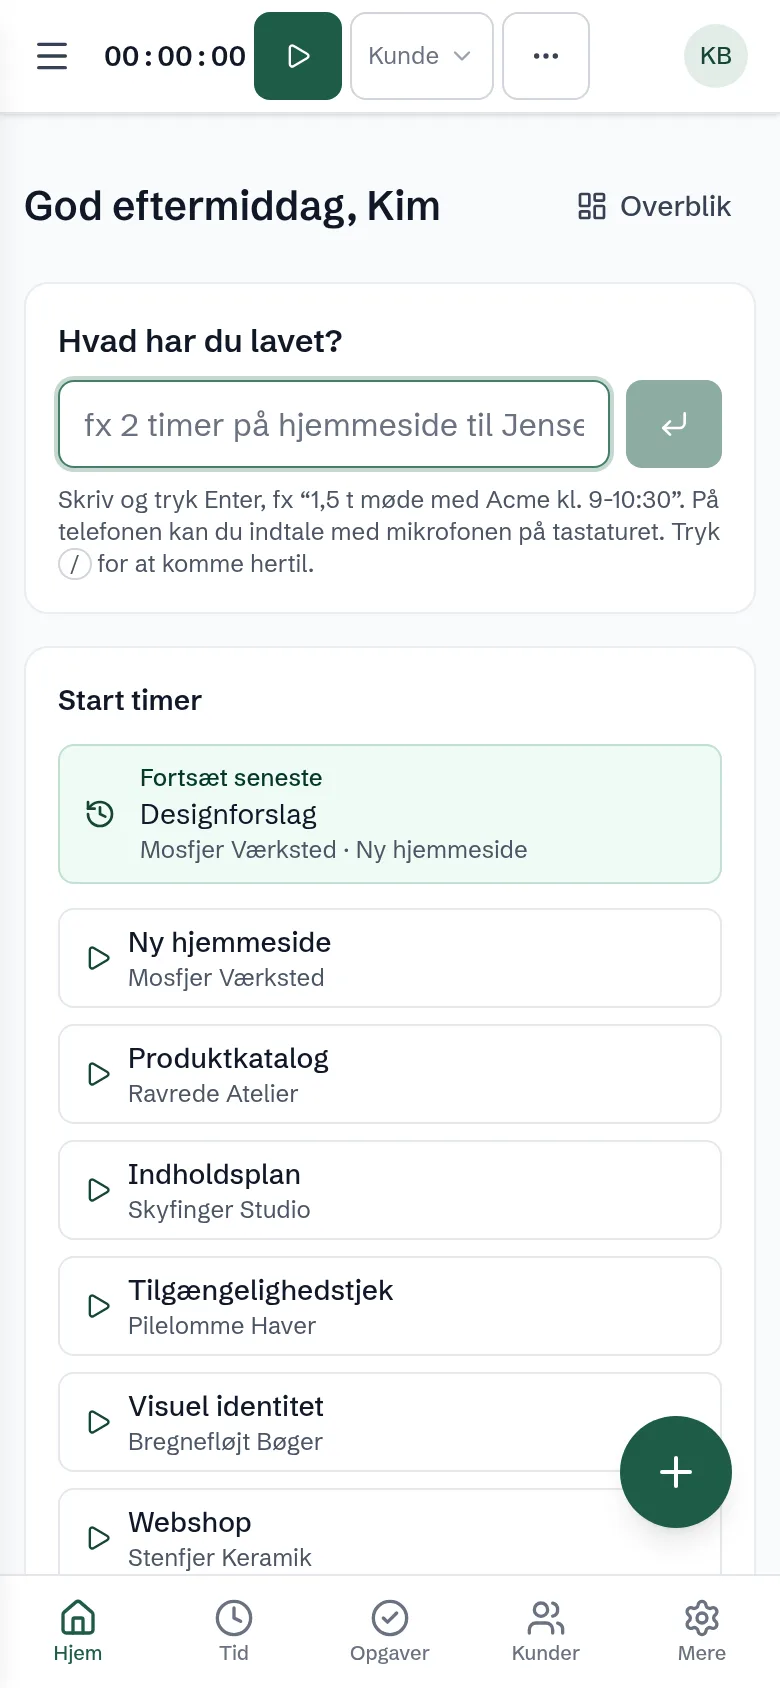 00:00:00
Kunde
KB
God eftermiddag, Kim
Overblik
Hvad har du lavet?
fx 2 timer på hjemmeside til Jense
Skriv og tryk Enter, fx “1,5 t møde med Acme kl. 9-10:30”. På
telefonen kan du indtale med mikrofonen på tastaturet. Tryk
/ for at komme hertil.
Start timer
Fortsæt seneste
Designforslag
Mosfjer Værksted · Ny hjemmeside
Ny hjemmeside
Mosfjer Værksted
Produktkatalog
Ravrede Atelier
Indholdsplan
Skyfinger Studio
Tilgængelighedstjek
Pilelomme Haver
Visuel identitet
Bregnefløjt Bøger
Webshop
Stenfjer Keramik
Hjem
Tid
Opgaver
Kunder
Mere